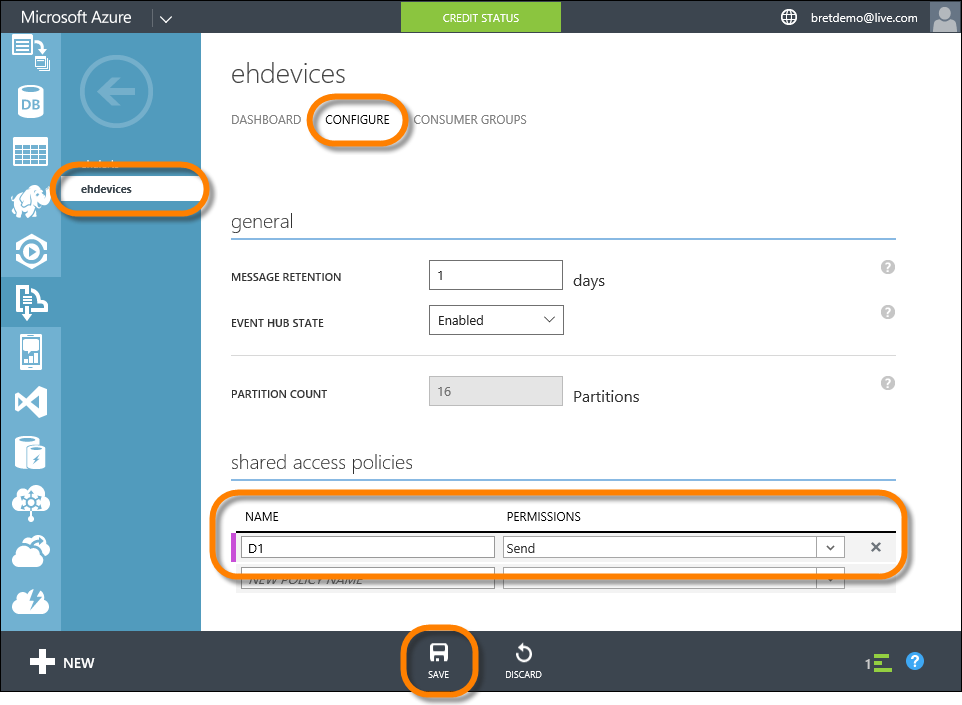 Microsoft Azure
CREDIT STATUS
bretdemo@live.com
DB
ehdevices
ehdevices
DASHBOARD CONFIGURE CONSUMER GROUPS
general
MESSAGE RETENTION 1 days ?
EVENT HUB STATE Enabled ?
PARTITION COUNT 16 Partitions ?
shared access policies
NAME PERMISSIONS
D1 Send
NEW POLICY NAME
NEW
SAVE
DISCARD
1
?